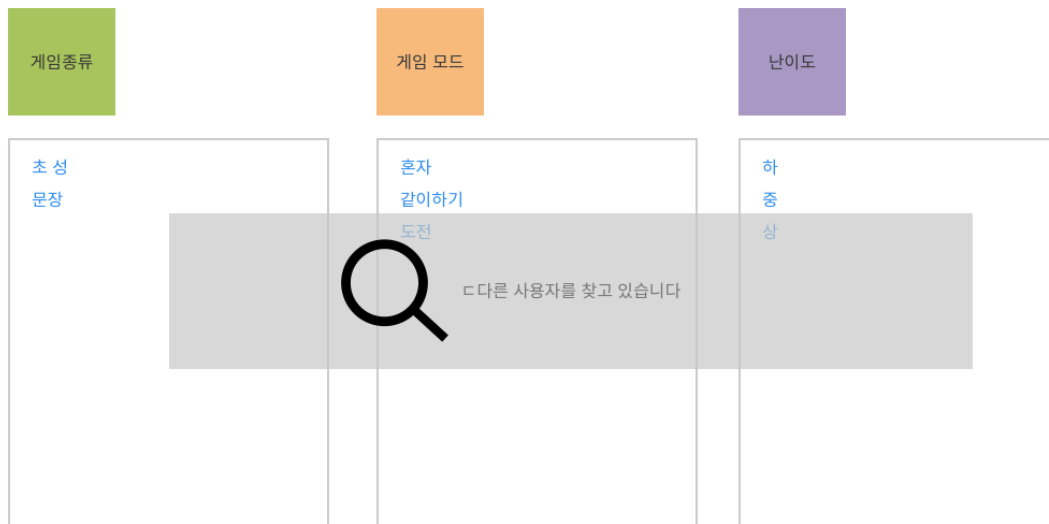 게임종류
게임 모드
난이도
초 성
문장
혼자
같이하기
도전
하
중
상
ㄷ다른 사용자를 찾고 있습니다